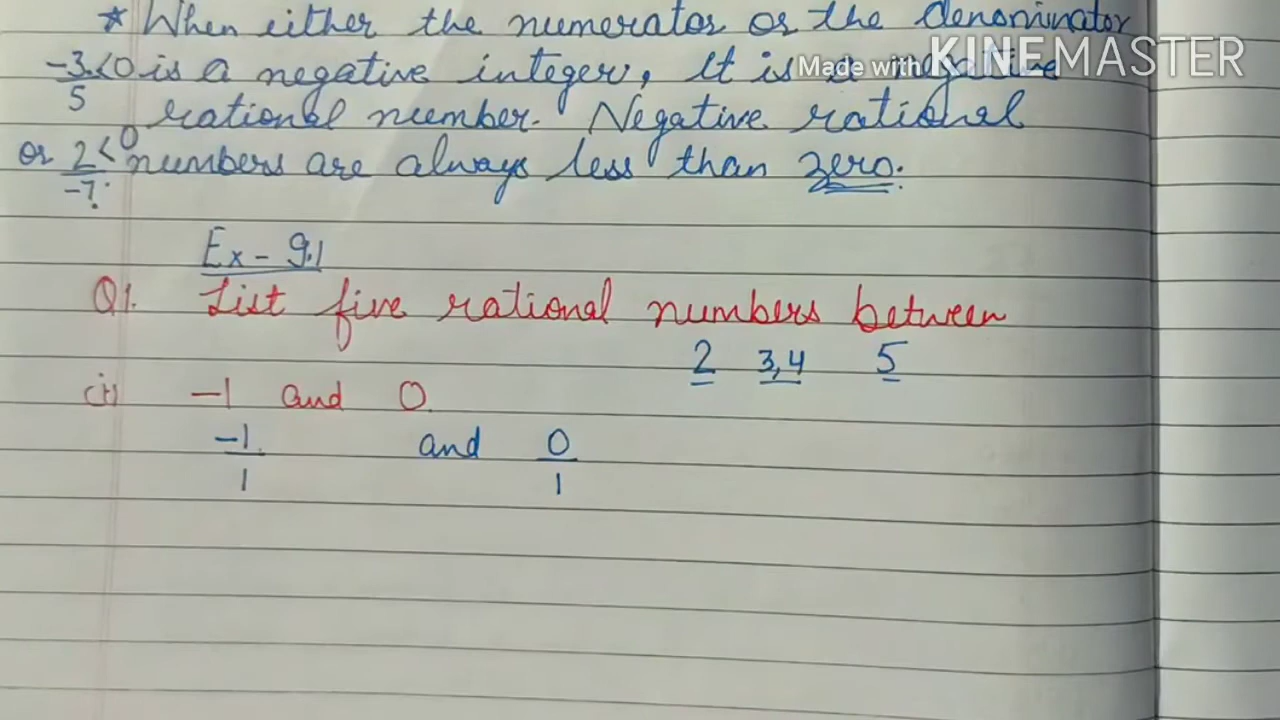 * When either the numerator or the denominator
-3/5 < 0 is a negative integer, It is a negative
Made with KINEMASTER
rational number. Negative rational
or 2/-7 < 0 numbers are always less than zero.
Ex - 9.1
Q1. List five rational numbers between
2 3,4 5
(i) -1 and 0
-1/1 and 0/1